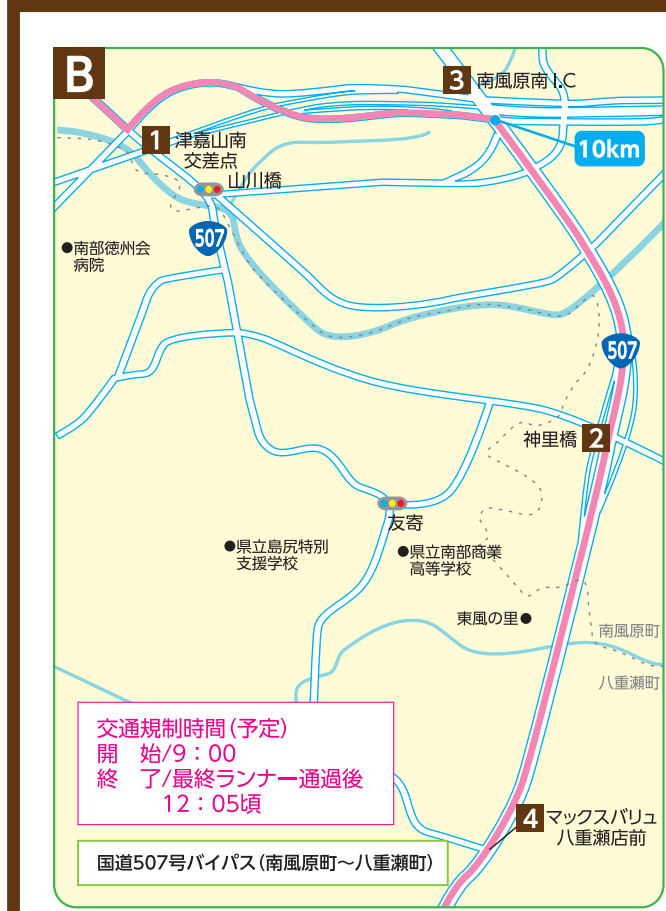 B
3 南風原南I.C
1 津嘉山南
交差点
10km
山川橋
507
●南部徳州会
病院
507
神里橋 2
友寄
●県立島尻特別
支援学校
●県立南部商業
高等学校
東風の里●
南風原町
八重瀬町
交通規制時間(予定)
開　始/9：00
終　了/最終ランナー通過後
12：05頃
4 マックスバリュ
八重瀬店前
国道507号バイパス(南風原町～八重瀬町)